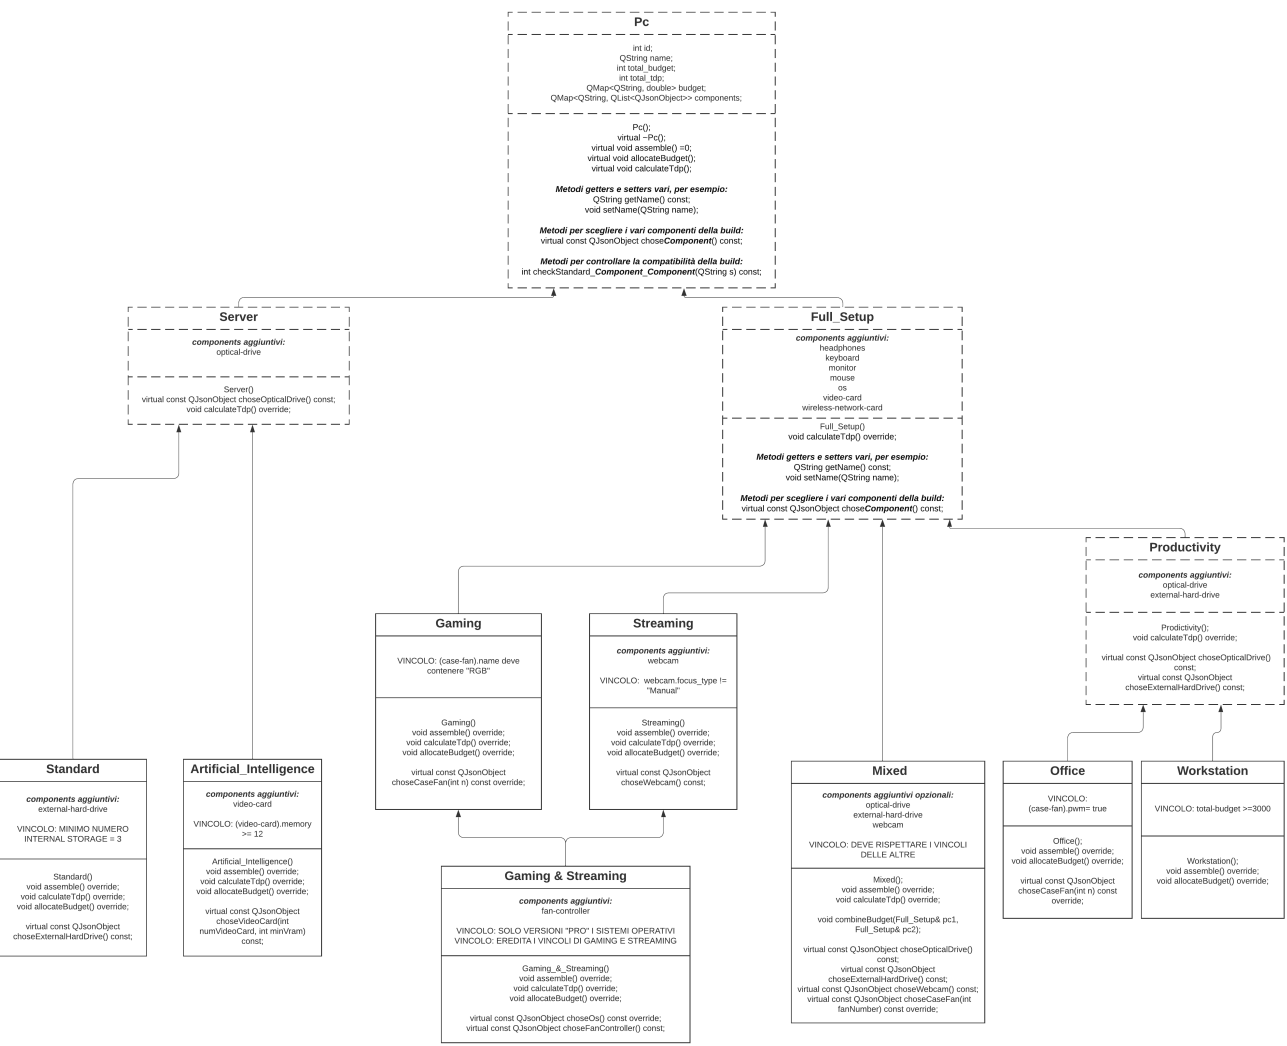 Pc
int id;
QString name;
int total_budget;
int total_tdp;
QMap<QString, double> budget;
QMap<QString, QList<QJsonObject>> components;
Pc();
virtual ~Pc();
virtual void assemble() =0;
virtual void allocateBudget();
virtual void calculateTdp();
Metodi getters e setters vari, per esempio:
QString getName() const;
void setName(QString name);
Metodi per scegliere i vari componenti della build:
virtual const QJsonObject choseComponent() const;
Metodi per controllare la compatibilità della build:
int checkStandard_Component_Component(QString s) const;
Server
components aggiuntivi:
optical-drive
Server()
virtual const QJsonObject choseOpticalDrive() const;
void calculateTdp() override;
Full_Setup
components aggiuntivi:
headphones
keyboard
monitor
mouse
os
video-card
wireless-network-card
Full_Setup()
void calculateTdp() override;
Metodi getters e setters vari, per esempio:
QString getName() const;
void setName(QString name);
Metodi per scegliere i vari componenti della build:
virtual const QJsonObject choseComponent() const;
Productivity
components aggiuntivi:
optical-drive
external-hard-drive
Prodictivity();
void calculateTdp() override;
virtual const QJsonObject choseOpticalDrive()
const;
virtual const QJsonObject
choseExternalHardDrive() const;
Gaming
VINCOLO: (case-fan).name deve
contenere "RGB"
Gaming()
void assemble() override;
void calculateTdp() override;
void allocateBudget() override;
virtual const QJsonObject
choseCaseFan(int n) const override;
Streaming
components aggiuntivi:
webcam
VINCOLO: webcam.focus_type !=
"Manual"
Streaming()
void assemble() override;
void calculateTdp() override;
void allocateBudget() override;
virtual const QJsonObject
choseWebcam() const;
Standard
components aggiuntivi:
external-hard-drive
VINCOLO: MINIMO NUMERO
INTERNAL STORAGE = 3
Standard()
void assemble() override;
void calculateTdp() override;
void allocateBudget() override;
virtual const QJsonObject
choseExternalHardDrive() const;
Artificial_Intelligence
components aggiuntivi:
video-card
VINCOLO: (video-card).memory
>= 12
Artificial_Intelligence()
void assemble() override;
void calculateTdp() override;
void allocateBudget() override;
virtual const QJsonObject
choseVideoCard(int
numVideoCard, int minVram)
const;
Gaming & Streaming
components aggiuntivi:
fan-controller
VINCOLO: SOLO VERSIONI "PRO" I SISTEMI OPERATIVI
VINCOLO: EREDITA I VINCOLI DI GAMING E STREAMING
Gaming_&_Streaming()
void assemble() override;
void calculateTdp() override;
void allocateBudget() override;
virtual const QJsonObject choseOs() const override;
virtual const QJsonObject choseFanController() const;
Mixed
components aggiuntivi opzionali:
optical-drive
external-hard-drive
webcam
VINCOLO: DEVE RISPETTARE I VINCOLI
DELLE ALTRE
Mixed();
void assemble() override;
void calculateTdp() override;
void combineBudget(Full_Setup& pc1,
Full_Setup& pc2);
virtual const QJsonObject choseOpticalDrive()
const;
virtual const QJsonObject
choseExternalHardDrive() const;
virtual const QJsonObject choseWebcam() const;
virtual const QJsonObject choseCaseFan(int
fanNumber) const override;
Office
VINCOLO:
(case-fan).pwm= true
Office();
void assemble() override;
void allocateBudget() override;
virtual const QJsonObject
choseCaseFan(int n) const
override;
Workstation
VINCOLO: total-budget >=3000
Workstation();
void assemble() override;
void allocateBudget() override;